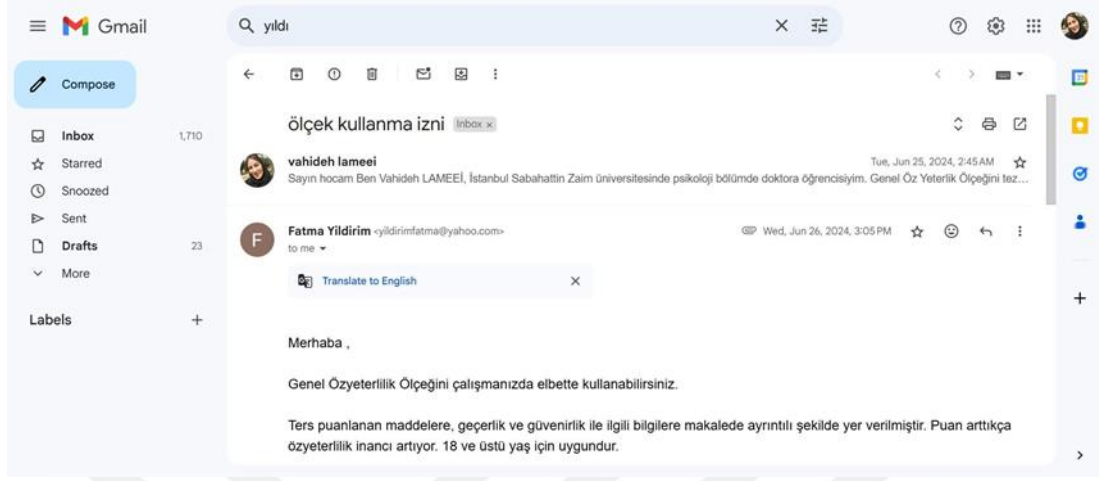 Gmail
yıldı
Compose
ölçek kullanma izni Inbox x
Inbox 1,710
vahideh lameei Tue, Jun 25, 2024, 2:45 AM
Starred
Sayın hocam Ben Vahideh LAMEEİ, İstanbul Sabahattin Zaim üniversitesinde psikoloji bölümde doktora öğrencisiyim. Genel Öz Yeterlik Ölçeğini tez...
Snoozed
Sent
Fatma Yildirim <yildirimfatma@yahoo.com> Wed, Jun 26, 2024, 3:05 PM
F
Drafts 23
to me
More
Translate to English
Labels
Merhaba ,
Genel Özyeterlilik Ölçeğini çalışmanızda elbette kullanabilirsiniz.
Ters puanlanan maddelere, geçerlik ve güvenirlik ile ilgili bilgilere makalede ayrıntılı şekilde yer verilmiştir. Puan arttıkça
özyeterlilik inancı artıyor. 18 ve üstü yaş için uygundur.